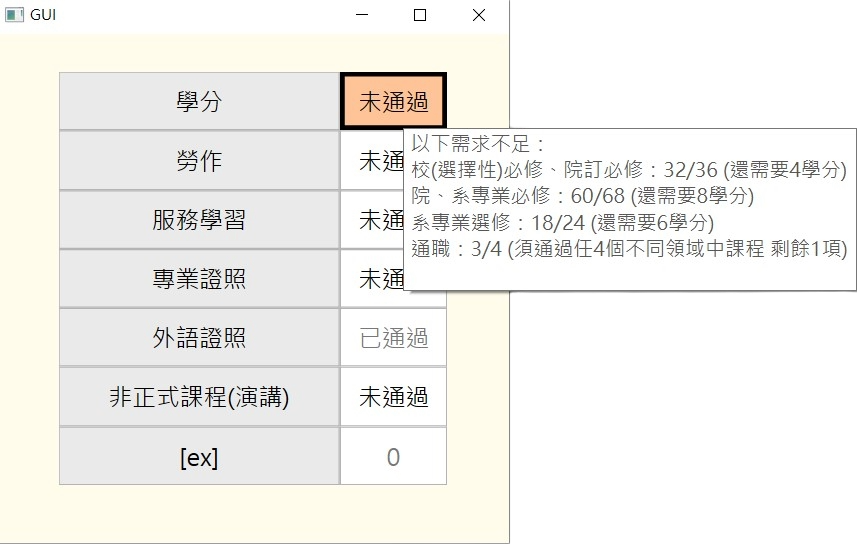 GUI
學分 未通過
以下需求不足：
校(選擇性)必修、院訂必修：32/36 (還需要4學分)
院、系專業必修：60/68 (還需要8學分)
系專業選修：18/24 (還需要6學分)
通職：3/4 (須通過任4個不同領域中課程 剩餘1項)
勞作 未通
服務學習 未通
專業證照 未通
外語證照 已通過
非正式課程(演講) 未通過
[ex] 0